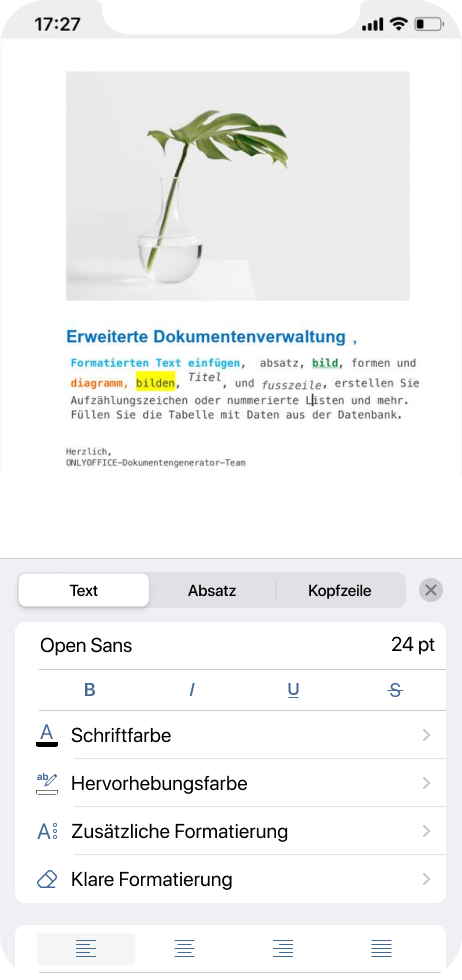 17:27
Erweiterte Dokumentenverwaltung ,
Formatierten Text einfügen, absatz, bild, formen und
diagramm, bilden, Titel, und fusszeile, erstellen Sie
Aufzählungszeichen oder nummerierte Listen und mehr.
Füllen Sie die Tabelle mit Daten aus der Datenbank.
Herzlich,
ONLYOFFICE-Dokumentengenerator-Team
Text Absatz Kopfzeile
Open Sans 24 pt
B I U S
A Schriftfarbe
ab Hervorhebungsfarbe
A Zusätzliche Formatierung
Klare Formatierung